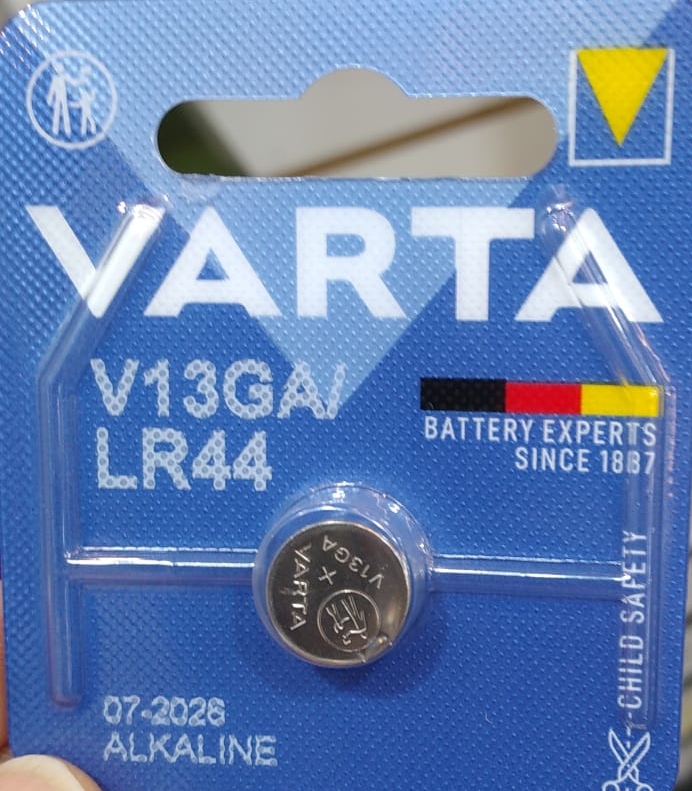 VARTA
V13GA/
LR44
BATTERY EXPERTS
SINCE 1887
VARTA
+
V13GA
CHILD SAFETY
07-2026
ALKALINE